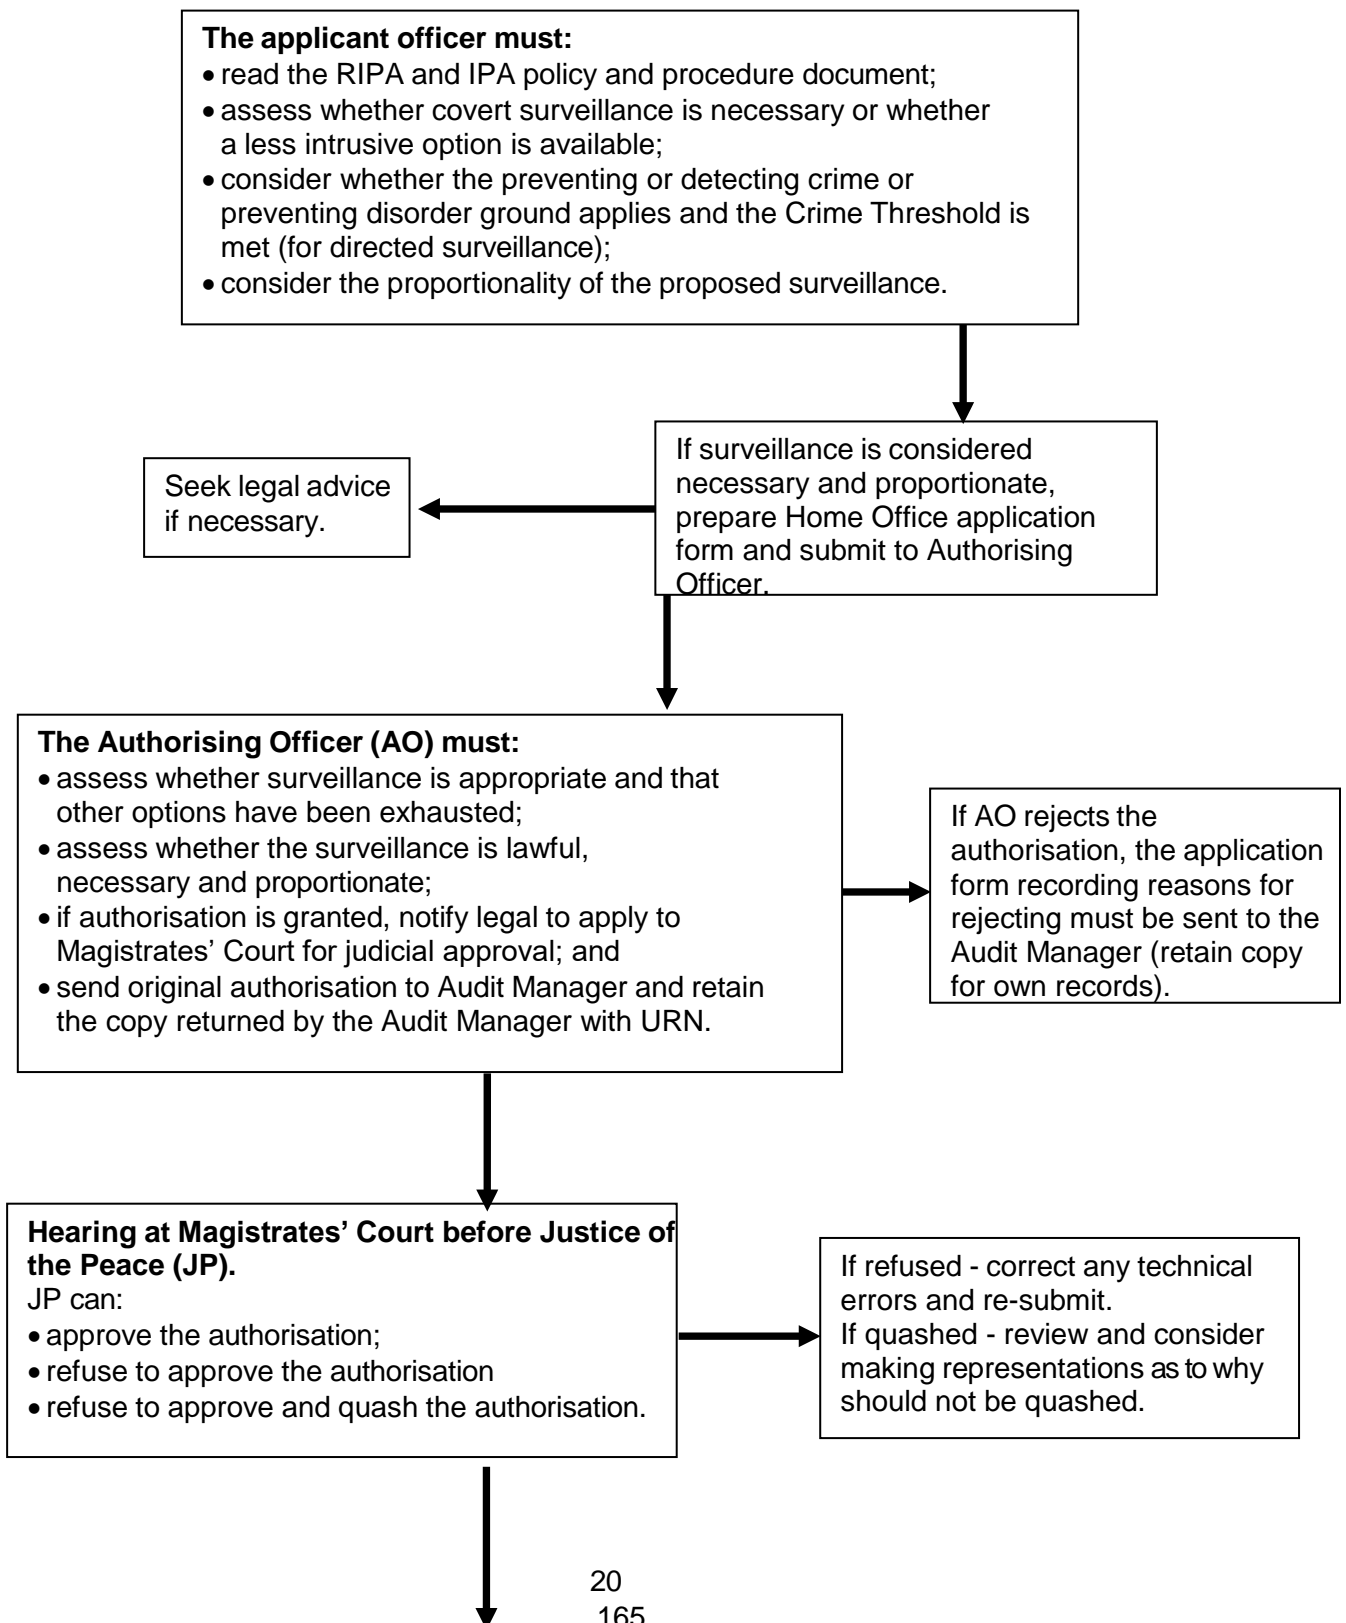 The applicant officer must:
• read the RIPA and IPA policy and procedure document;
• assess whether covert surveillance is necessary or whether
a less intrusive option is available;
• consider whether the preventing or detecting crime or
preventing disorder ground applies and the Crime Threshold is
met (for directed surveillance);
• consider the proportionality of the proposed surveillance.
If surveillance is considered
necessary and proportionate,
prepare Home Office application
form and submit to Authorising
Officer.
Seek legal advice
if necessary.
The Authorising Officer (AO) must:
• assess whether surveillance is appropriate and that
other options have been exhausted;
• assess whether the surveillance is lawful,
necessary and proportionate;
• if authorisation is granted, notify legal to apply to
Magistrates’ Court for judicial approval; and
• send original authorisation to Audit Manager and retain
the copy returned by the Audit Manager with URN.
If AO rejects the
authorisation, the application
form recording reasons for
rejecting must be sent to the
Audit Manager (retain copy
for own records).
Hearing at Magistrates’ Court before Justice of
the Peace (JP).
JP can:
• approve the authorisation;
• refuse to approve the authorisation
• refuse to approve and quash the authorisation.
If refused - correct any technical
errors and re-submit.
If quashed - review and consider
making representations as to why
should not be quashed.
20
165